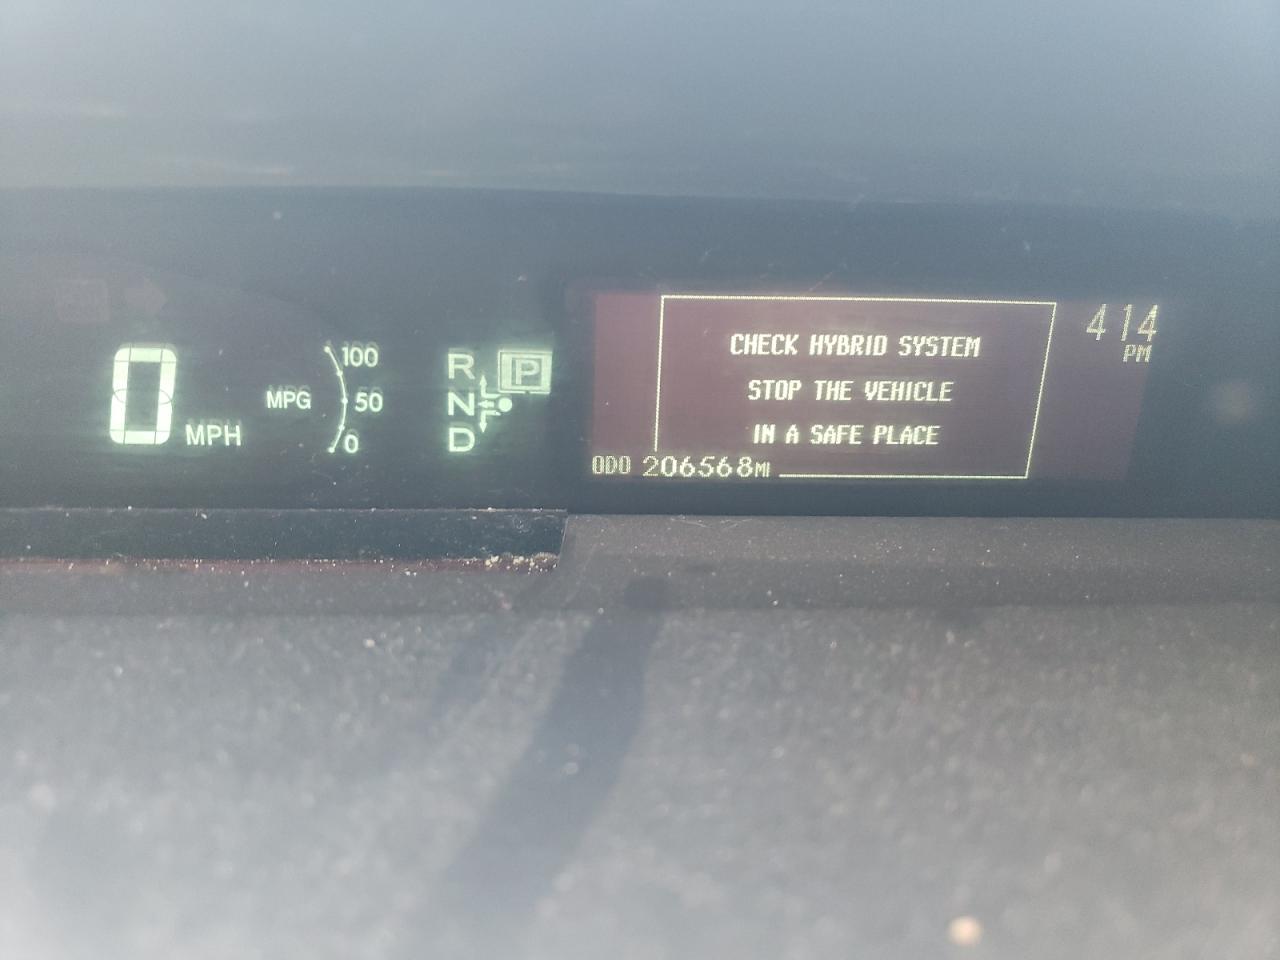 0 MPH
MPG
100
50
0
R
P
N
D
CHECK HYBRID SYSTEM
STOP THE VEHICLE
IN A SAFE PLACE
ODO 206568MI
4 14
PM